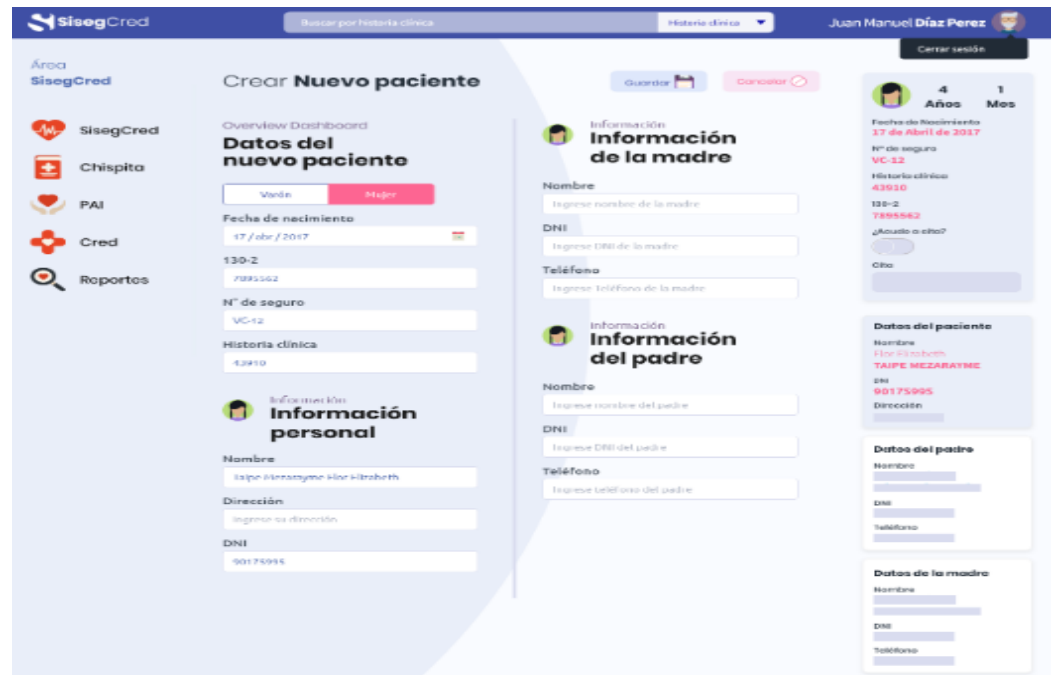 SisegCred
Buscar por historia clínica
Historia clínica
Juan Manuel Díaz Perez
Cerrar sesión
Área
SisegCred
SisegCred
Chispita
PAI
Cred
Reportes
Crear Nuevo paciente
Guardar
Cancelar
Overview Dashboard
Datos del
nuevo paciente
Varón
Mujer
Fecha de nacimiento
17 / abr / 2017
130-2
7895562
N° de seguro
VC-12
Historia clínica
43910
Información
Información
personal
Nombre
Taipe Mezarayme Flor Elizabeth
Dirección
Ingrese su dirección
DNI
90175995
Información
Información
de la madre
Nombre
Ingrese nombre de la madre
DNI
Ingrese DNI de la madre
Teléfono
Ingrese Teléfono de la madre
Información
Información
del padre
Nombre
Ingrese nombre del padre
DNI
Ingrese DNI del padre
Teléfono
Ingrese teléfono del padre
4 1
Años Mes
Fecha de Nacimiento
17 de Abril de 2017
N° de seguro
VC-12
Historia clínica
43910
130-2
7895562
¿Acude a cita?
Cita
Datos del paciente
Nombre
Flor Elizabeth
TAIPE MEZARAYME
DNI
90175995
Dirección
Datos del padre
Nombre
DNI
Teléfono
Datos de la madre
Nombre
DNI
Teléfono